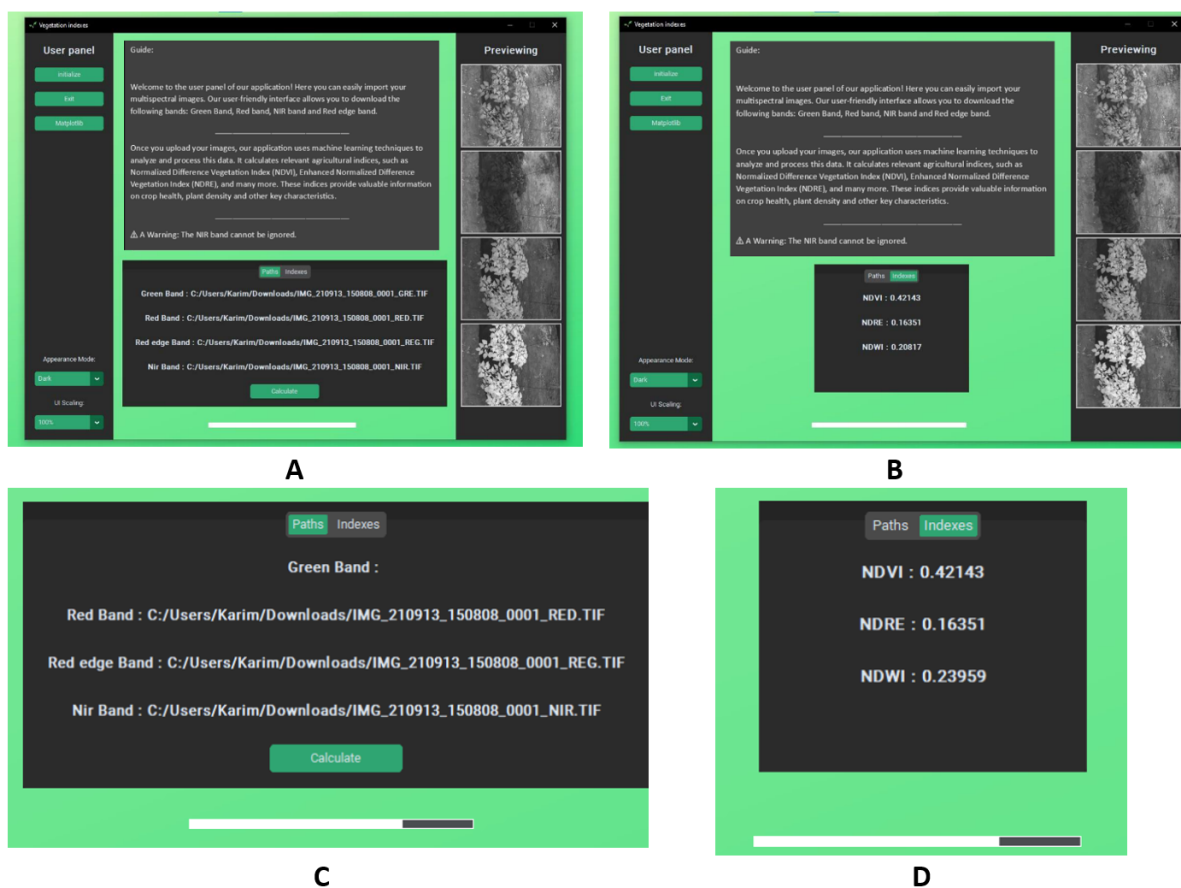 Vegetation indexes
User panel
Initialize
Exit
Matplotlib
Appearance Mode:
Dark
UI Scaling:
100%
Guide:
Welcome to the user panel of our application! Here you can easily import your
multispectral images. Our user-friendly interface allows you to download the
following bands: Green Band, Red band, NIR band and Red edge band.
Once you upload your images, our application uses machine learning techniques to
analyze and process this data. It calculates relevant agricultural indices, such as
Normalized Difference Vegetation Index (NDVI), Enhanced Normalized Difference
Vegetation Index (NDRE), and many more. These indices provide valuable information
on crop health, plant density and other key characteristics.
⚠ A Warning: The NIR band cannot be ignored.
Paths Indexes
Green Band : C:/Users/Karim/Downloads/IMG_210913_150808_0001_GRE.TIF
Red Band : C:/Users/Karim/Downloads/IMG_210913_150808_0001_RED.TIF
Red edge Band : C:/Users/Karim/Downloads/IMG_210913_150808_0001_REG.TIF
Nir Band : C:/Users/Karim/Downloads/IMG_210913_150808_0001_NIR.TIF
Calculate
Previewing
A
Vegetation indexes
User panel
Initialize
Exit
Matplotlib
Appearance Mode:
Dark
UI Scaling:
100%
Guide:
Welcome to the user panel of our application! Here you can easily import your
multispectral images. Our user-friendly interface allows you to download the
following bands: Green Band, Red band, NIR band and Red edge band.
Once you upload your images, our application uses machine learning techniques to
analyze and process this data. It calculates relevant agricultural indices, such as
Normalized Difference Vegetation Index (NDVI), Enhanced Normalized Difference
Vegetation Index (NDRE), and many more. These indices provide valuable information
on crop health, plant density and other key characteristics.
⚠ A Warning: The NIR band cannot be ignored.
Paths Indexes
NDVI : 0.42143
NDRE : 0.16351
NDWI : 0.20817
Previewing
B
Paths Indexes
Green Band :
Red Band : C:/Users/Karim/Downloads/IMG_210913_150808_0001_RED.TIF
Red edge Band : C:/Users/Karim/Downloads/IMG_210913_150808_0001_REG.TIF
Nir Band : C:/Users/Karim/Downloads/IMG_210913_150808_0001_NIR.TIF
Calculate
C
Paths Indexes
NDVI : 0.42143
NDRE : 0.16351
NDWI : 0.23959
D